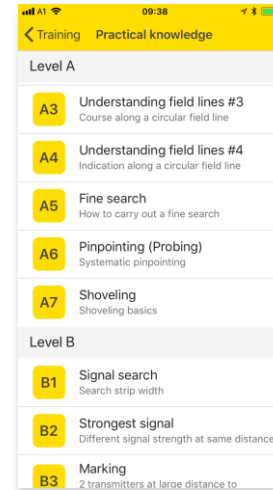 A1 09:38
Training Practical knowledge
Level A
A3 Understanding field lines #3
Course along a circular field line
A4 Understanding field lines #4
Indication along a circular field line
A5 Fine search
How to carry out a fine search
A6 Pinpointing (Probing)
Systematic pinpointing
A7 Shoveling
Shoveling basics
Level B
B1 Signal search
Search strip width
B2 Strongest signal
Different signal strength at same distance
B3 Marking
2 transmitters at large distance to